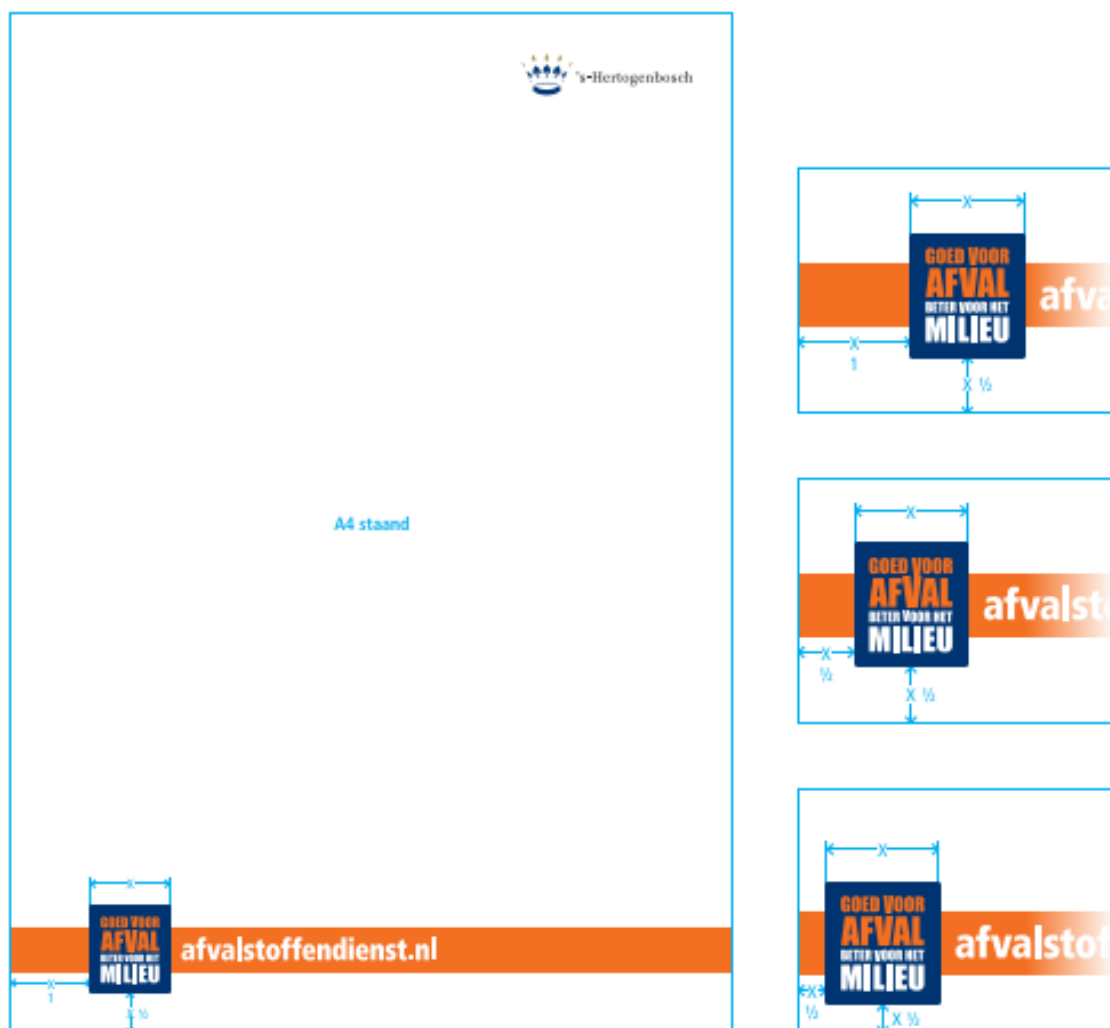 's-Hertogenbosch
A4 staand
X
GOED VOOR
AFVAL
BETER VOOR HET
MILIEU
afvalstoffendienst.nl
X
1
X ½
X
GOED VOOR
AFVAL
BETER VOOR HET
MILIEU
afva
X
1
X ½
X
GOED VOOR
AFVAL
BETER VOOR HET
MILIEU
afvalst
X
½
X ½
X
GOED VOOR
AFVAL
BETER VOOR HET
MILIEU
afvalstof
X
X ½